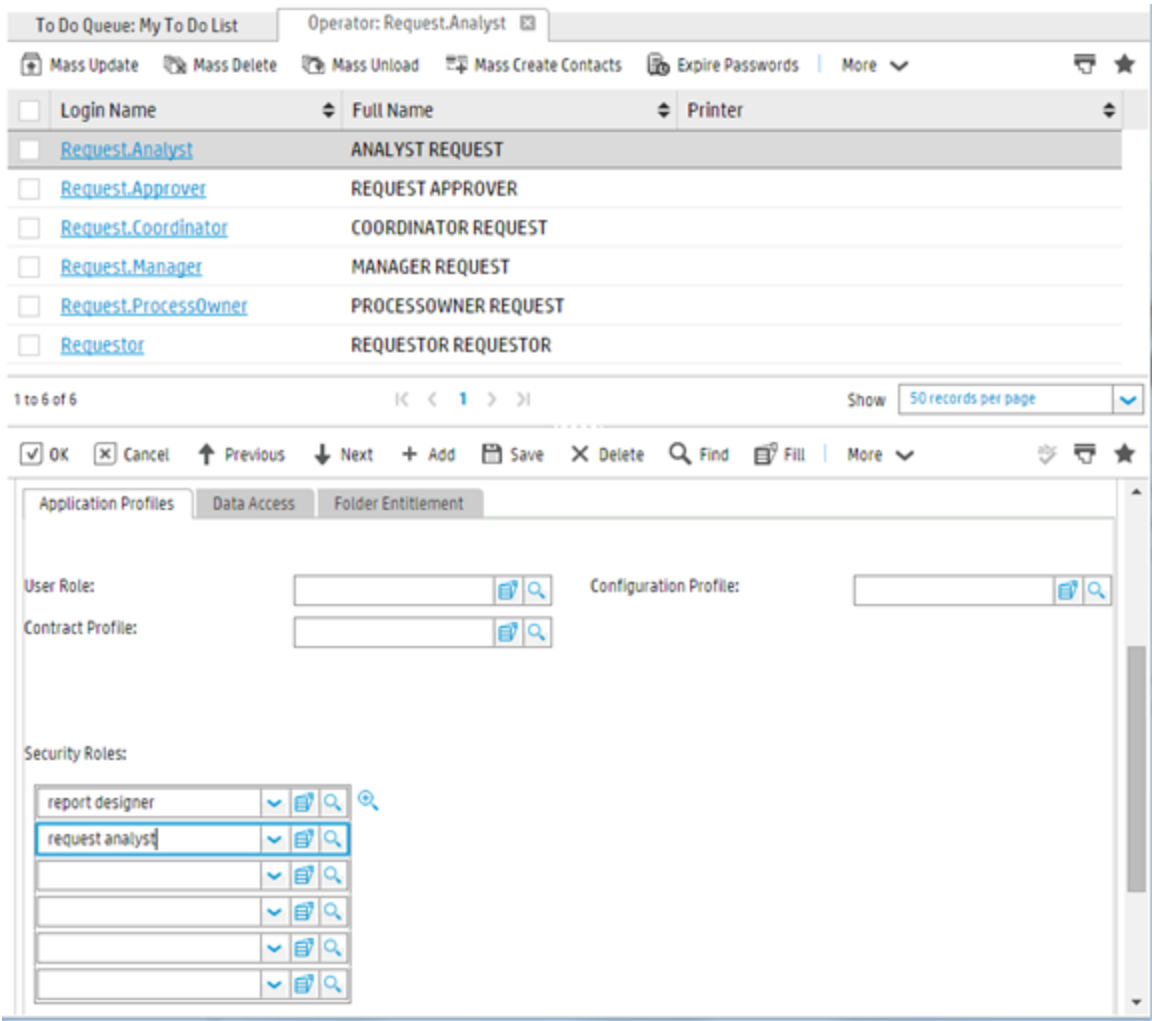 To Do Queue: My To Do List Operator: Request.Analyst
Mass Update Mass Delete Mass Unload Mass Create Contacts Expire Passwords More
Login Name Full Name Printer
Request.Analyst ANALYST REQUEST
Request.Approver REQUEST APPROVER
Request.Coordinator COORDINATOR REQUEST
Request.Manager MANAGER REQUEST
Request.ProcessOwner PROCESSOWNER REQUEST
Requestor REQUESTOR REQUESTOR
1 to 6 of 6 1 Show 50 records per page
OK Cancel Previous Next Add Save Delete Find Fill More
Application Profiles Data Access Folder Entitlement
User Role: Configuration Profile:
Contract Profile:
Security Roles:
report designer
request analyst